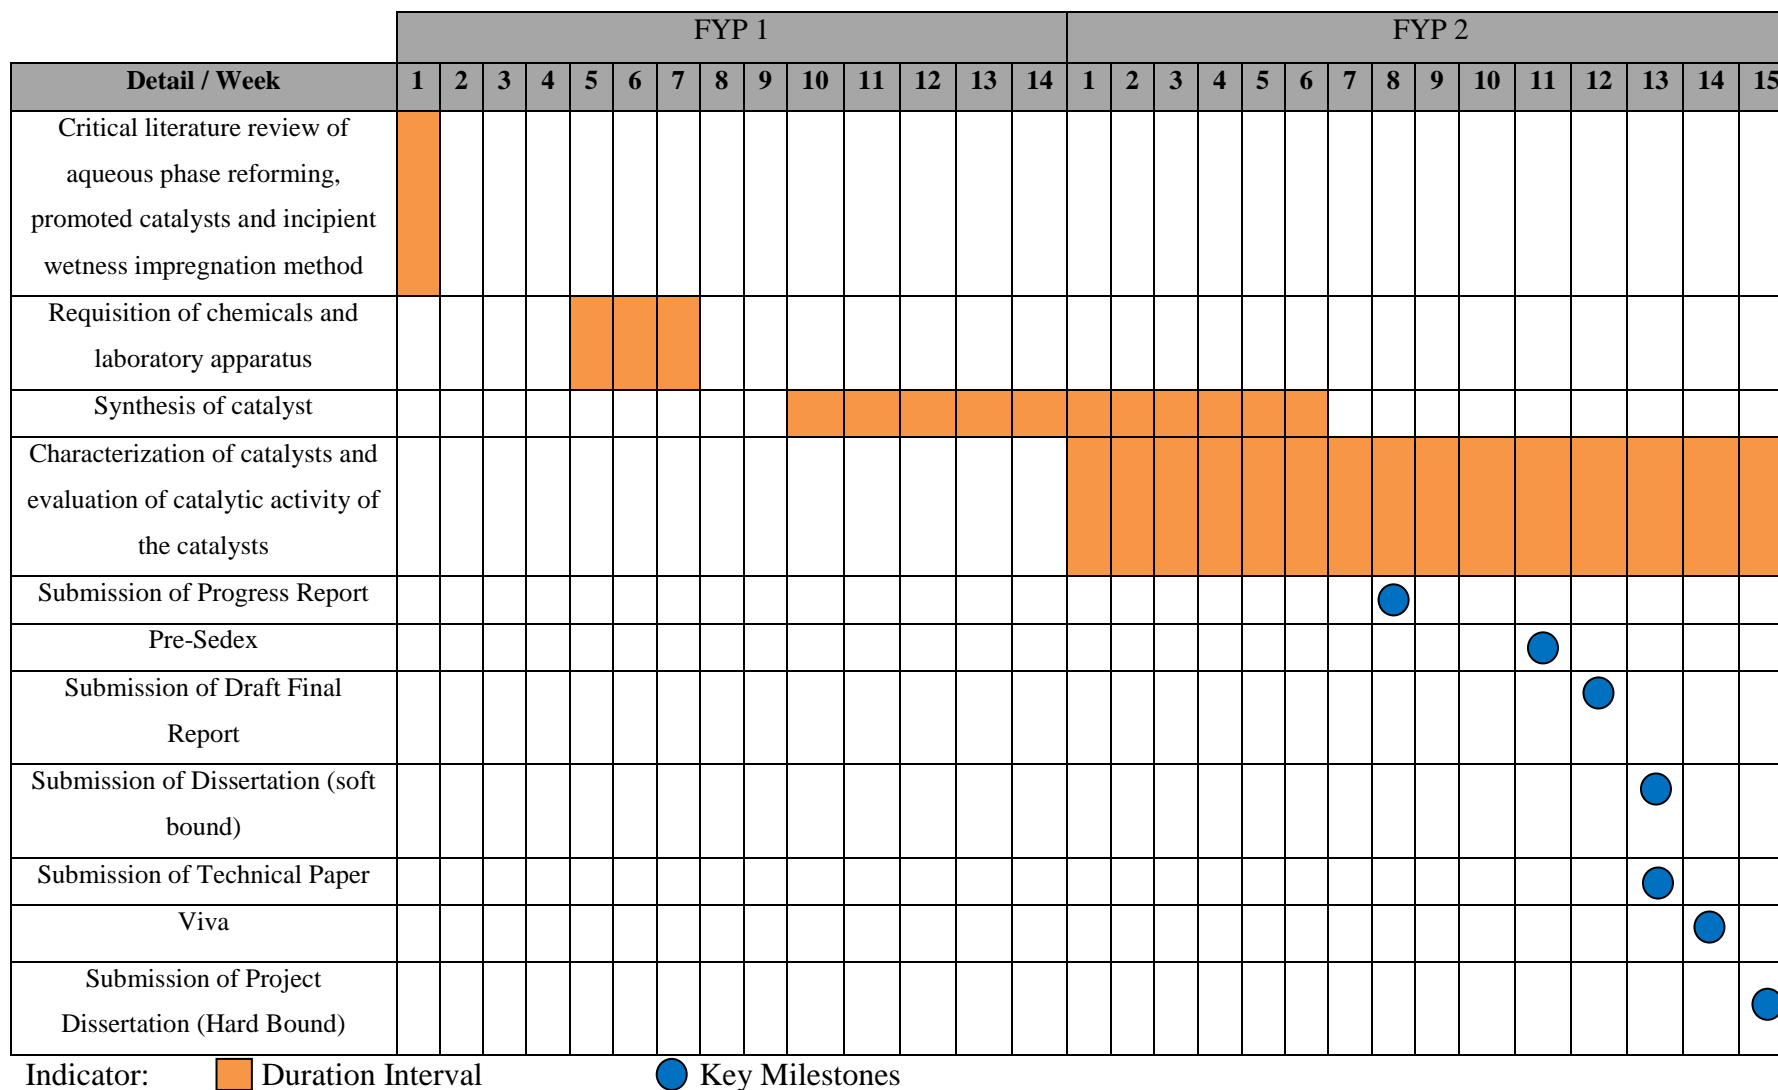 FYP 1 FYP 2
Detail / Week 1 2 3 4 5 6 7 8 9 10 11 12 13 14 1 2 3 4 5 6 7 8 9 10 11 12 13 14 15
Critical literature review of
aqueous phase reforming,
promoted catalysts and incipient
wetness impregnation method
Requisition of chemicals and
laboratory apparatus
Synthesis of catalyst
Characterization of catalysts and
evaluation of catalytic activity of
the catalysts
Submission of Progress Report
Pre-Sedex
Submission of Draft Final
Report
Submission of Dissertation (soft
bound)
Submission of Technical Paper
Viva
Submission of Project
Dissertation (Hard Bound)
Indicator: Duration Interval Key Milestones